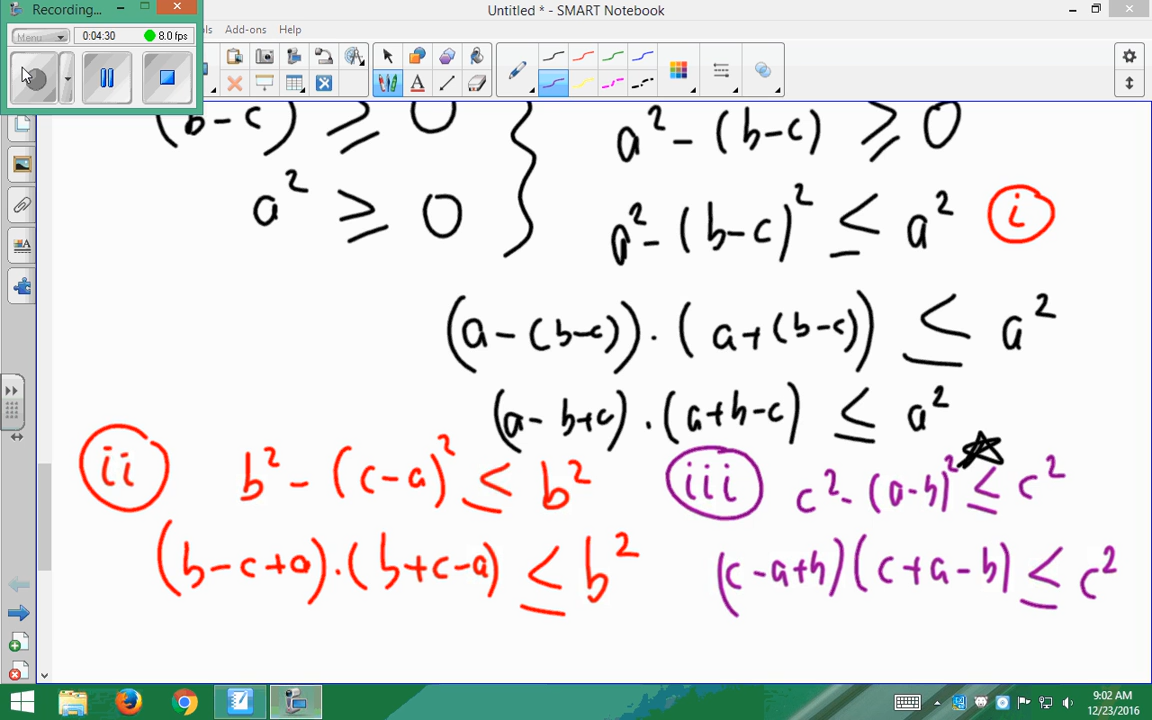 Recording...
Untitled * - SMART Notebook
Menu
0:04:30
8.0 fps
Add-ons Help
(b-c) ≥ 0
a² - (b-c) ≥ 0
a² ≥ 0
a² - (b-c)² ≤ a² i
(a-(b-c)).(a+(b-c)) ≤ a²
(a-b+c).(a+b-c) ≤ a²
ii b² - (c-a)² ≤ b²
iii c² - (a-b)² ≤ c²
(b-c+a).(b+c-a) ≤ b²
(c-a+b)(c+a-b) ≤ c²
9:02 AM
12/23/2016